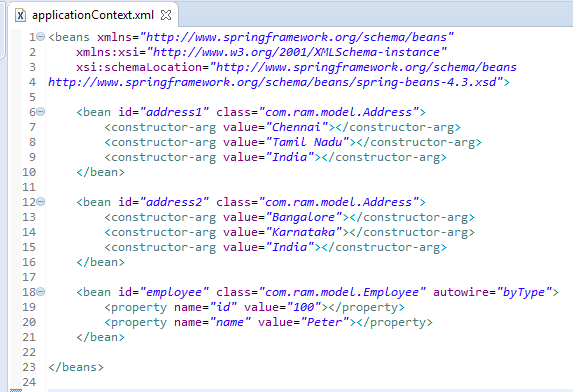 applicationContext.xml
1 <beans xmlns="http://www.springframework.org/schema/beans"
2     xmlns:xsi="http://www.w3.org/2001/XMLSchema-instance"
3     xsi:schemaLocation="http://www.springframework.org/schema/beans
4 http://www.springframework.org/schema/beans/spring-beans-4.3.xsd">
5
6     <bean id="address1" class="com.ram.model.Address">
7         <constructor-arg value="Chennai"></constructor-arg>
8         <constructor-arg value="Tamil Nadu"></constructor-arg>
9         <constructor-arg value="India"></constructor-arg>
10     </bean>
11
12     <bean id="address2" class="com.ram.model.Address">
13         <constructor-arg value="Bangalore"></constructor-arg>
14         <constructor-arg value="Karnataka"></constructor-arg>
15         <constructor-arg value="India"></constructor-arg>
16     </bean>
17
18     <bean id="employee" class="com.ram.model.Employee" autowire="byType">
19         <property name="id" value="100"></property>
20         <property name="name" value="Peter"></property>
21     </bean>
22
23 </beans>
24